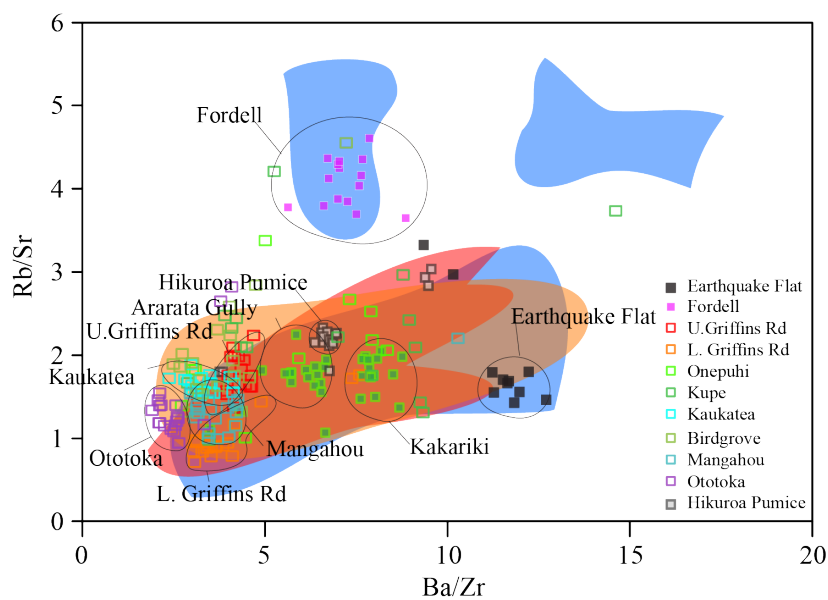 6
5
4
3
2
1
0
Rb/Sr
0
5
10
15
20
Ba/Zr
Fordell
Hikuroa Pumice
Ararata Gully
U.Griffins Rd
Kaukatea
Ototoka
L. Griffins Rd
Mangahou
Kakariki
Earthquake Flat
Earthquake Flat
Fordell
U.Griffins Rd
L. Griffins Rd
Onepuhi
Kupe
Kaukatea
Birdgrove
Mangahou
Ototoka
Hikuroa Pumice